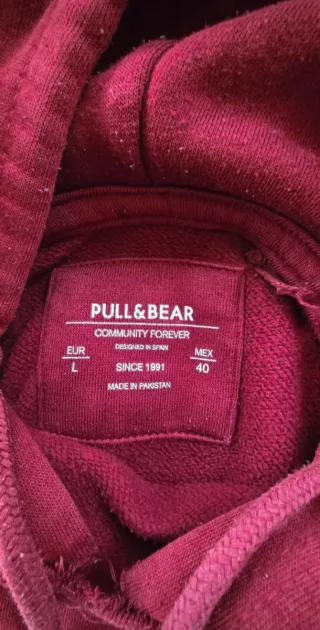 PULL&BEAR
COMMUNITY FOREVER
DESIGNED IN SPAIN
EUR
L
SINCE 1991
MEX
40
MADE IN PAKISTAN